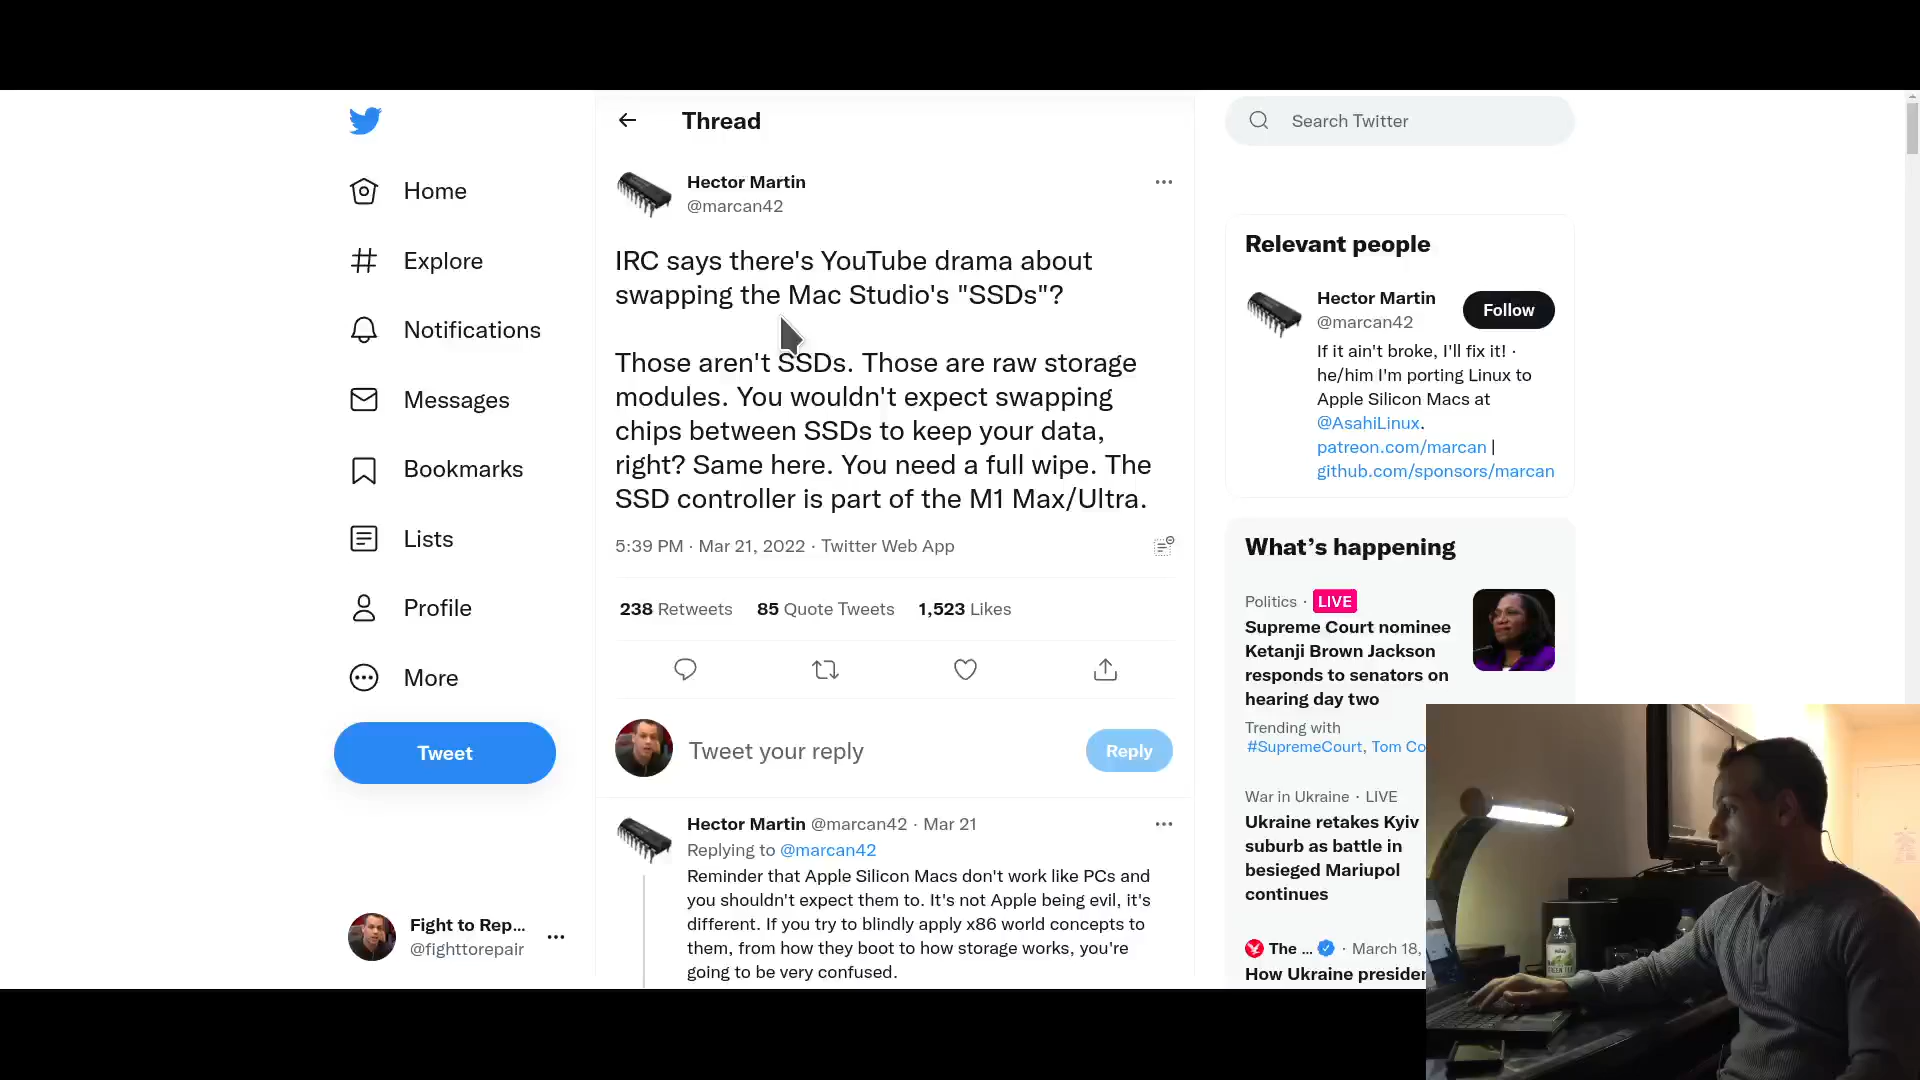 Home
Explore
Notifications
Messages
Bookmarks
Lists
Profile
More
Tweet
Fight to Rep...
@fighttorepair
Thread
Hector Martin
@marcan42
IRC says there's YouTube drama about
swapping the Mac Studio's "SSDs"?
Those aren't SSDs. Those are raw storage
modules. You wouldn't expect swapping
chips between SSDs to keep your data,
right? Same here. You need a full wipe. The
SSD controller is part of the M1 Max/Ultra.
5:39 PM · Mar 21, 2022 · Twitter Web App
238 Retweets 85 Quote Tweets 1,523 Likes
Tweet your reply
Reply
Hector Martin @marcan42 · Mar 21
Replying to @marcan42
Reminder that Apple Silicon Macs don't work like PCs and
you shouldn't expect them to. It's not Apple being evil, it's
different. If you try to blindly apply x86 world concepts to
them, from how they boot to how storage works, you're
going to be very confused.
Search Twitter
Relevant people
Hector Martin
@marcan42
Follow
If it ain't broke, I'll fix it! ·
he/him I'm porting Linux to
Apple Silicon Macs at
@AsahiLinux.
patreon.com/marcan |
github.com/sponsors/marcan
What's happening
Politics · LIVE
Supreme Court nominee
Ketanji Brown Jackson
responds to senators on
hearing day two
Trending with
#SupremeCourt, Tom Co
War in Ukraine · LIVE
Ukraine retakes Kyiv
suburb as battle in
besieged Mariupol
continues
The ... · March 18,
How Ukraine presiden